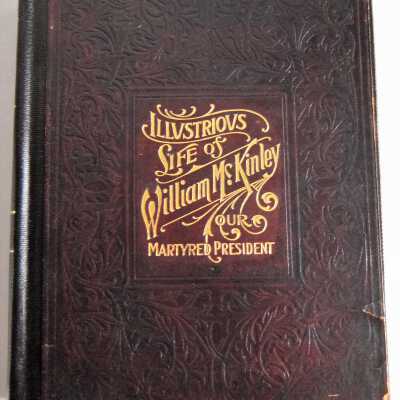 ILLVSTRIOVS
LIFE OF
William McKinley
OUR
MARTYRED PRESIDENT